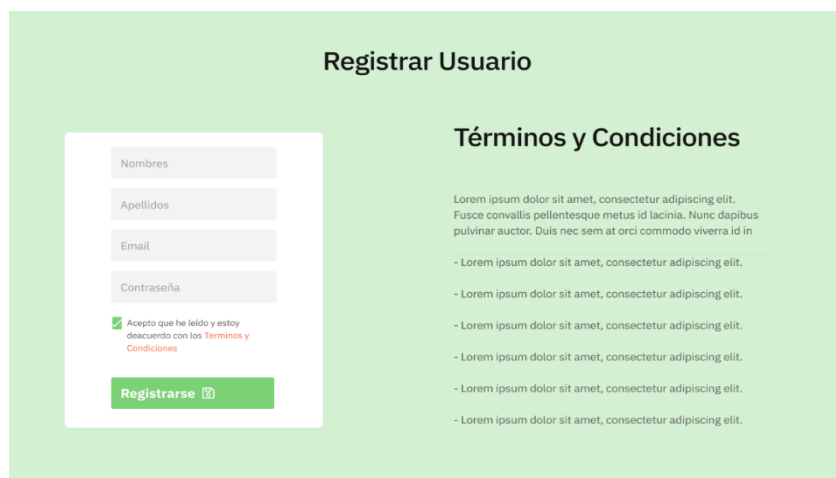 Registrar Usuario
Nombres
Apellidos
Email
Contraseña
Acepto que he leído y estoy
deacuerdo con los Terminos y
Condiciones
Registrarse
Términos y Condiciones
Lorem ipsum dolor sit amet, consectetur adipiscing elit.
Fusce convallis pellentesque metus id lacinia. Nunc dapibus
pulvinar auctor. Duis nec sem at orci commodo viverra id in
- Lorem ipsum dolor sit amet, consectetur adipiscing elit.
- Lorem ipsum dolor sit amet, consectetur adipiscing elit.
- Lorem ipsum dolor sit amet, consectetur adipiscing elit.
- Lorem ipsum dolor sit amet, consectetur adipiscing elit.
- Lorem ipsum dolor sit amet, consectetur adipiscing elit.
- Lorem ipsum dolor sit amet, consectetur adipiscing elit.